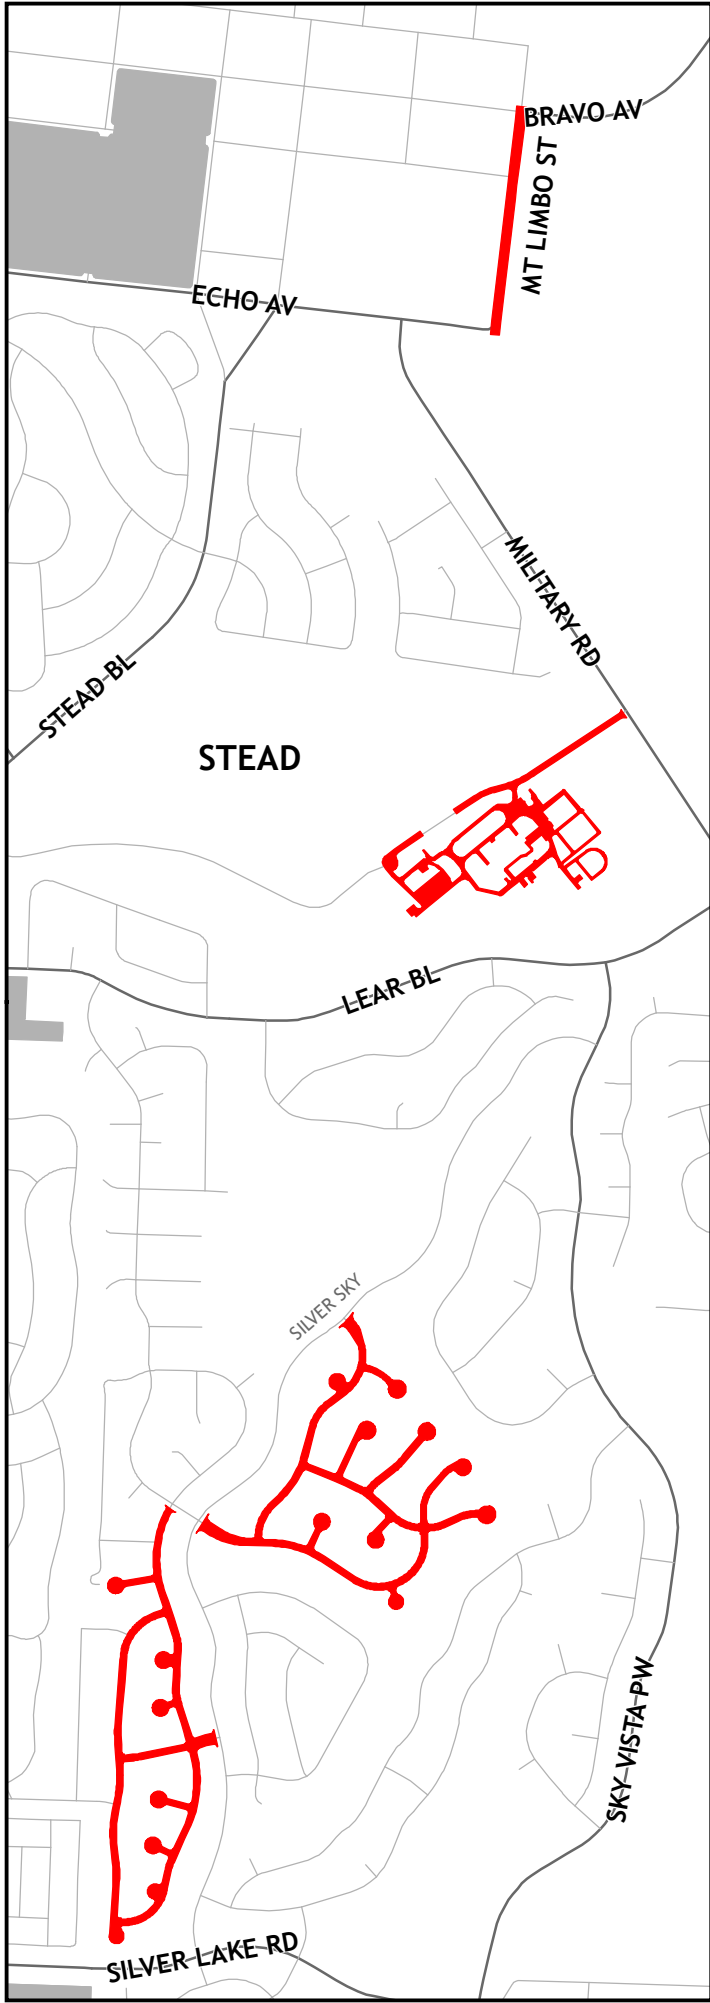 BRAVO AV
MT LIMBO ST
ECHO AV
MILITARY RD
STEAD BL
STEAD
LEAR BL
SILVER SKY
SKY VISTA PW
SILVER LAKE RD